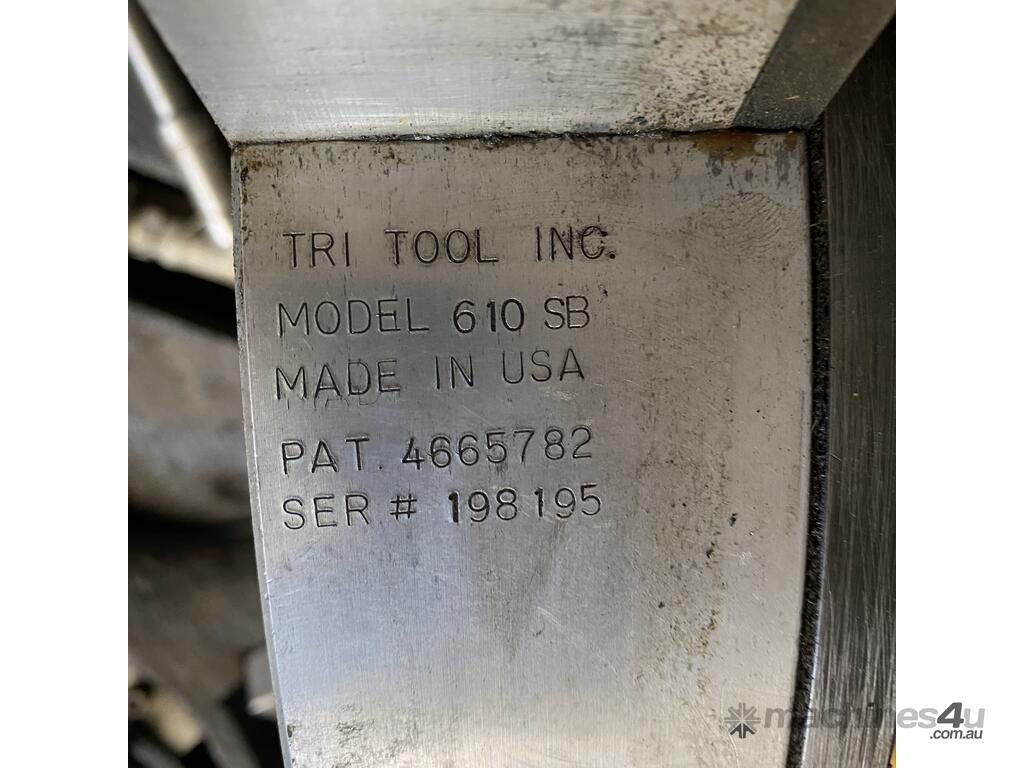 TRI TOOL INC.
MODEL 610 SB
MADE IN USA
PAT. 4665782
SER # 198195
machines4u
.com.au